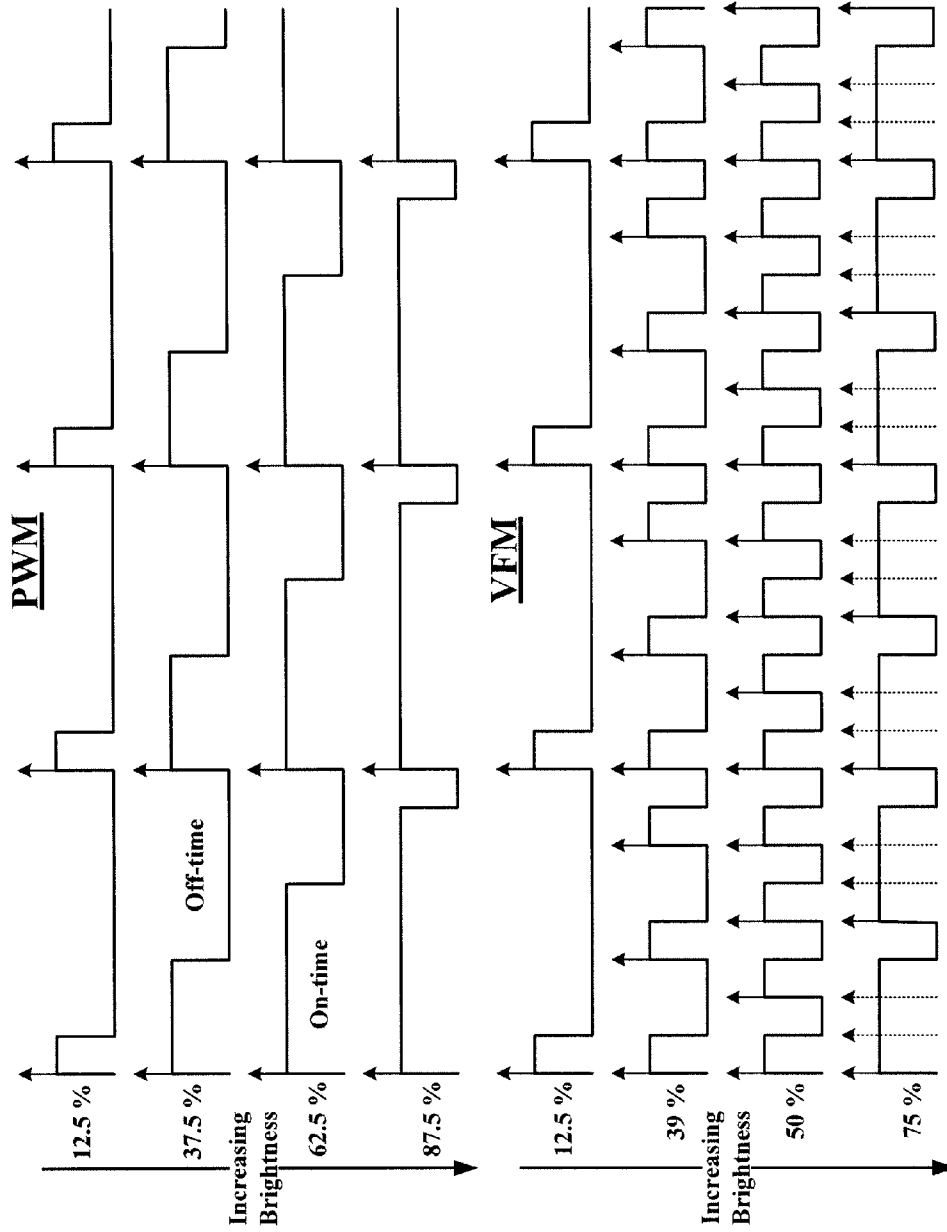 PWM
12.5 %
37.5 %
Off-time
62.5 %
On-time
87.5 %
Increasing
Brightness
VFM
12.5 %
39 %
50 %
75 %
Increasing
Brightness